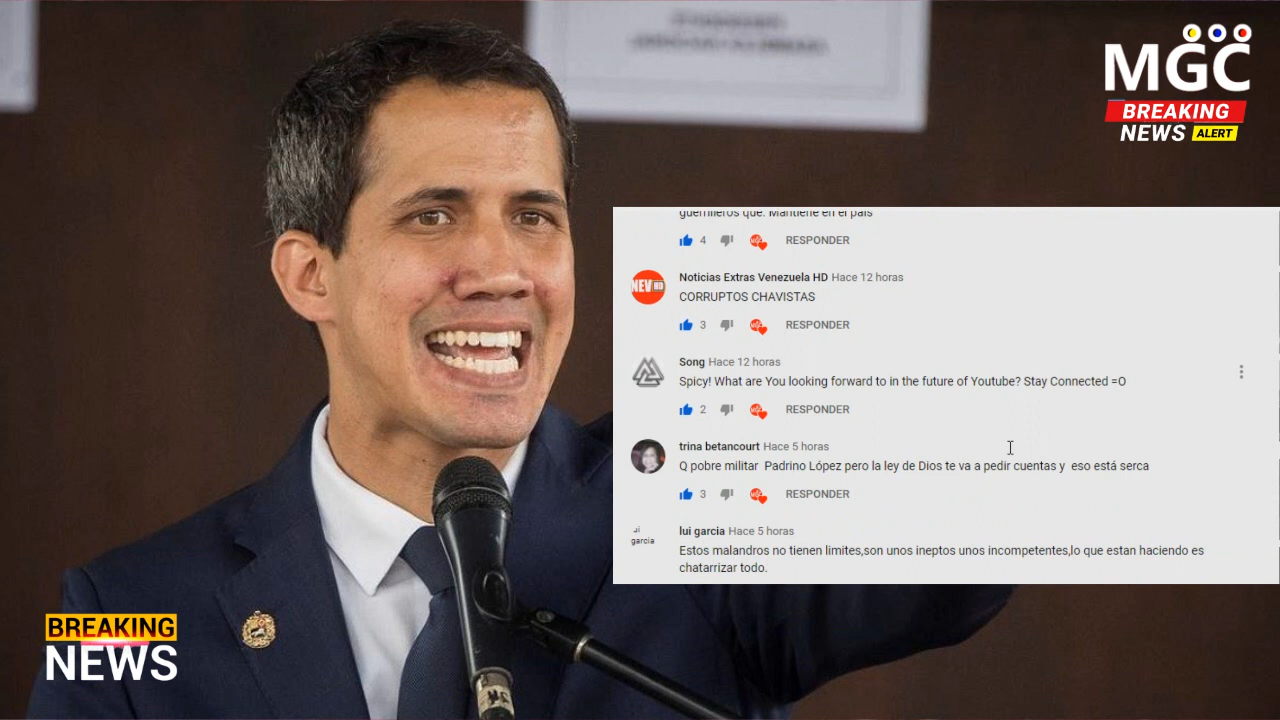 MGC
BREAKING
NEWS ALERT
guerrilleros que. Mantiene en el país
4 RESPONDER
NEV HD
Noticias Extras Venezuela HD Hace 12 horas
CORRUPTOS CHAVISTAS
3 RESPONDER
Song Hace 12 horas
Spicy! What are You looking forward to in the future of Youtube? Stay Connected =O
2 RESPONDER
trina betancourt Hace 5 horas
Q pobre militar Padrino López pero la ley de Dios te va a pedir cuentas y eso está serca
3 RESPONDER
garcia
lui garcia Hace 5 horas
Estos malandros no tienen limites,son unos ineptos unos incompetentes,lo que estan haciendo es
chatarrizar todo.
BREAKING
NEWS